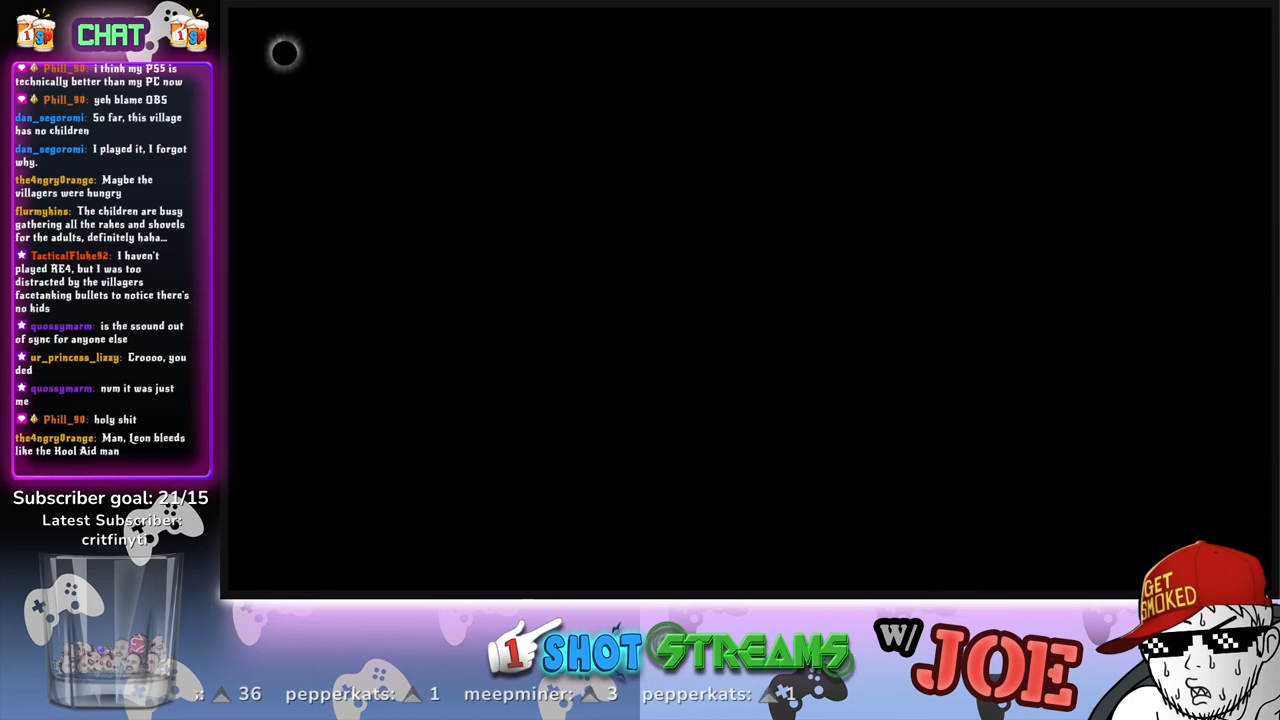 CHAT
Phill_90: i think my PS5 is
technically better than my PC now
Phill_90: yeh blame OBS
dan_segoromi: So far, this village
has no children
dan_segoromi: I played it, I forgot
why.
the4ngry0range: Maybe the
villagers were hungry
flurmykins: The children are busy
gathering all the rakes and shovels
for the adults, definitely haha...
TacticalFluke92: I haven't
played RE4, but I was too
distracted by the villagers
facetanking bullets to notice there's
no kids
quossymarm: is the ssound out
of sync for anyone else
ur_princess_lizzy: Croooo, you
ded
quossymarm: nvm it was just
me
Phill_90: holy shit
the4ngry0range: Man, Leon bleeds
like the Kool Aid man
Subscriber goal: 21/15
Latest Subscriber:
critfinyti
GET
SMOKED
1 SHOT STREAMS W/ JOE
: 36 pepperkats: 1 meepminer: 3 pepperkats: 1